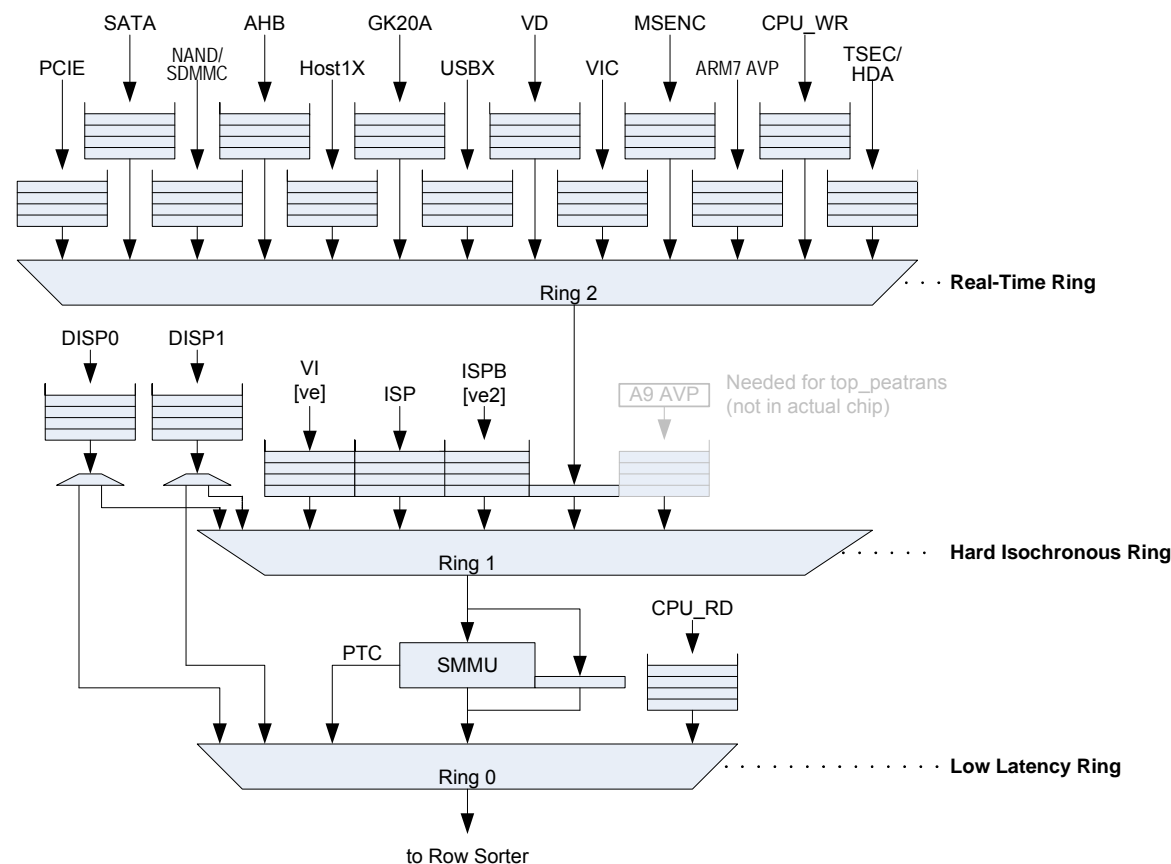 SATA
AHB
GK20A
VD
MSENC
CPU_WR
PCIE
NAND/
SDMMC
Host1X
USBX
VIC
ARM7 AVP
TSEC/
HDA
Ring 2
Real-Time Ring
DISP0
DISP1
VI
[ve]
ISP
ISPB
[ve2]
A9 AVP
Needed for top_peatrans
(not in actual chip)
Ring 1
Hard Isochronous Ring
CPU_RD
PTC
SMMU
Ring 0
Low Latency Ring
to Row Sorter